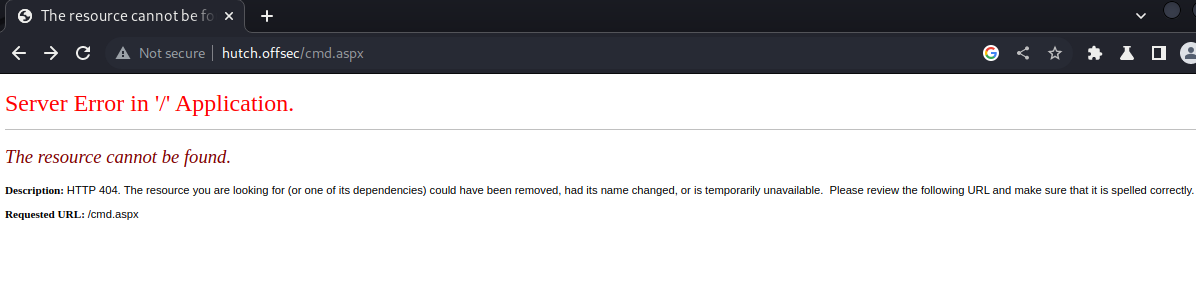 The resource cannot be fo
Not secure | hutch.offsec/cmd.aspx
Server Error in '/' Application.
The resource cannot be found.
Description: HTTP 404. The resource you are looking for (or one of its dependencies) could have been removed, had its name changed, or is temporarily unavailable.  Please review the following URL and make sure that it is spelled correctly.
Requested URL: /cmd.aspx